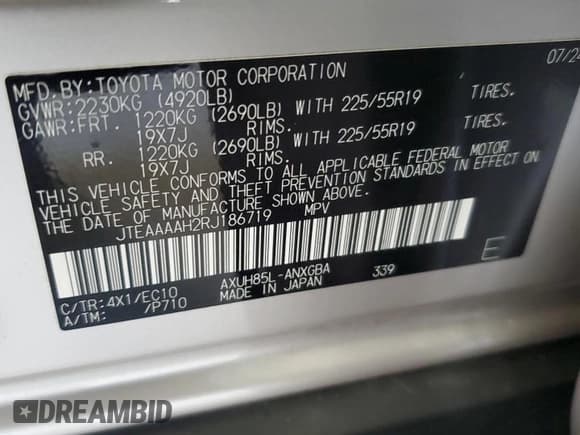 MFD. BY: TOYOTA MOTOR CORPORATION 07/24
GVWR: 2230KG (4920LB)
GAWR: FRT. 1220KG (2690LB) WITH 225/55R19 TIRES.
19X7J RIMS.
RR. 1220KG (2690LB) WITH 225/55R19 TIRES.
19X7J RIMS.
THIS VEHICLE CONFORMS TO ALL APPLICABLE FEDERAL MOTOR
VEHICLE SAFETY AND THEFT PREVENTION STANDARDS IN EFFECT ON
THE DATE OF MANUFACTURE SHOWN ABOVE.
JTEAAAAH2RJ186719 MPV
E
C/TR: 4X1/EC10 AXUH85L-ANXGBA 339
A/TM: /P710 MADE IN JAPAN
DREAMBID